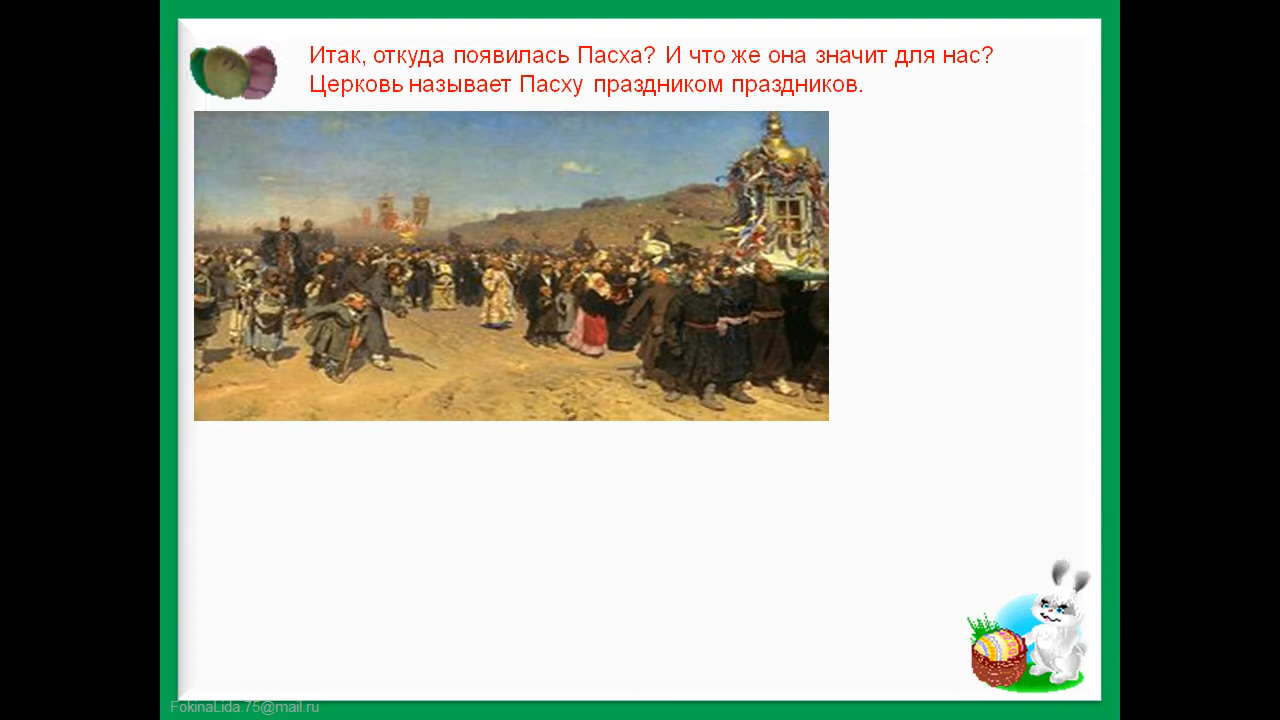 Итак, откуда появилась Пасха? И что же она значит для нас?
Церковь называет Пасху праздником праздников.
FokinaLida.75@mail.ru